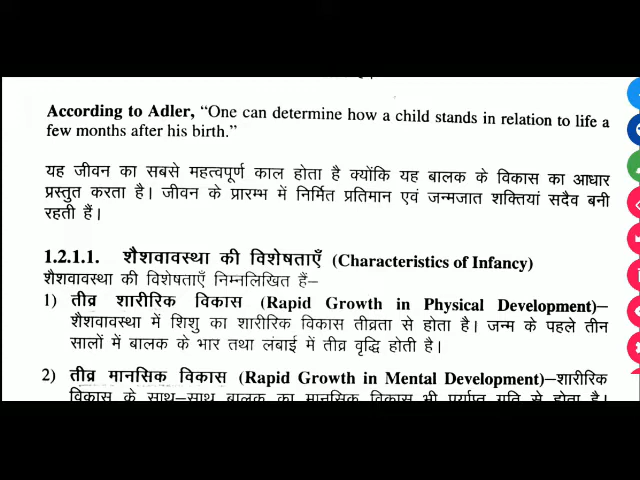 According to Adler, “One can determine how a child stands in relation to life a
few months after his birth.”
यह जीवन का सबसे महत्वपूर्ण काल होता है क्योंकि यह बालक के विकास का आधार
प्रस्तुत करता है। जीवन के प्रारम्भ में निर्मित प्रतिमान एवं जन्मजात शक्तियां सदैव बनी
रहती हैं।
1.2.1.1. शैशवावस्था की विशेषताएँ (Characteristics of Infancy)
शैशवावस्था की विशेषताएँ निम्नलिखित हैं–
1) तीव्र शारीरिक विकास (Rapid Growth in Physical Development)–
शैशवावस्था में शिशु का शारीरिक विकास तीव्रता से होता है। जन्म के पहले तीन
सालों में बालक के भार तथा लंबाई में तीव्र वृद्धि होती है।
2) तीव्र मानसिक विकास (Rapid Growth in Mental Development)–शारीरिक
विकास के साथ–साथ बालक का मानसिक विकास भी पर्याप्त गति से होता है।